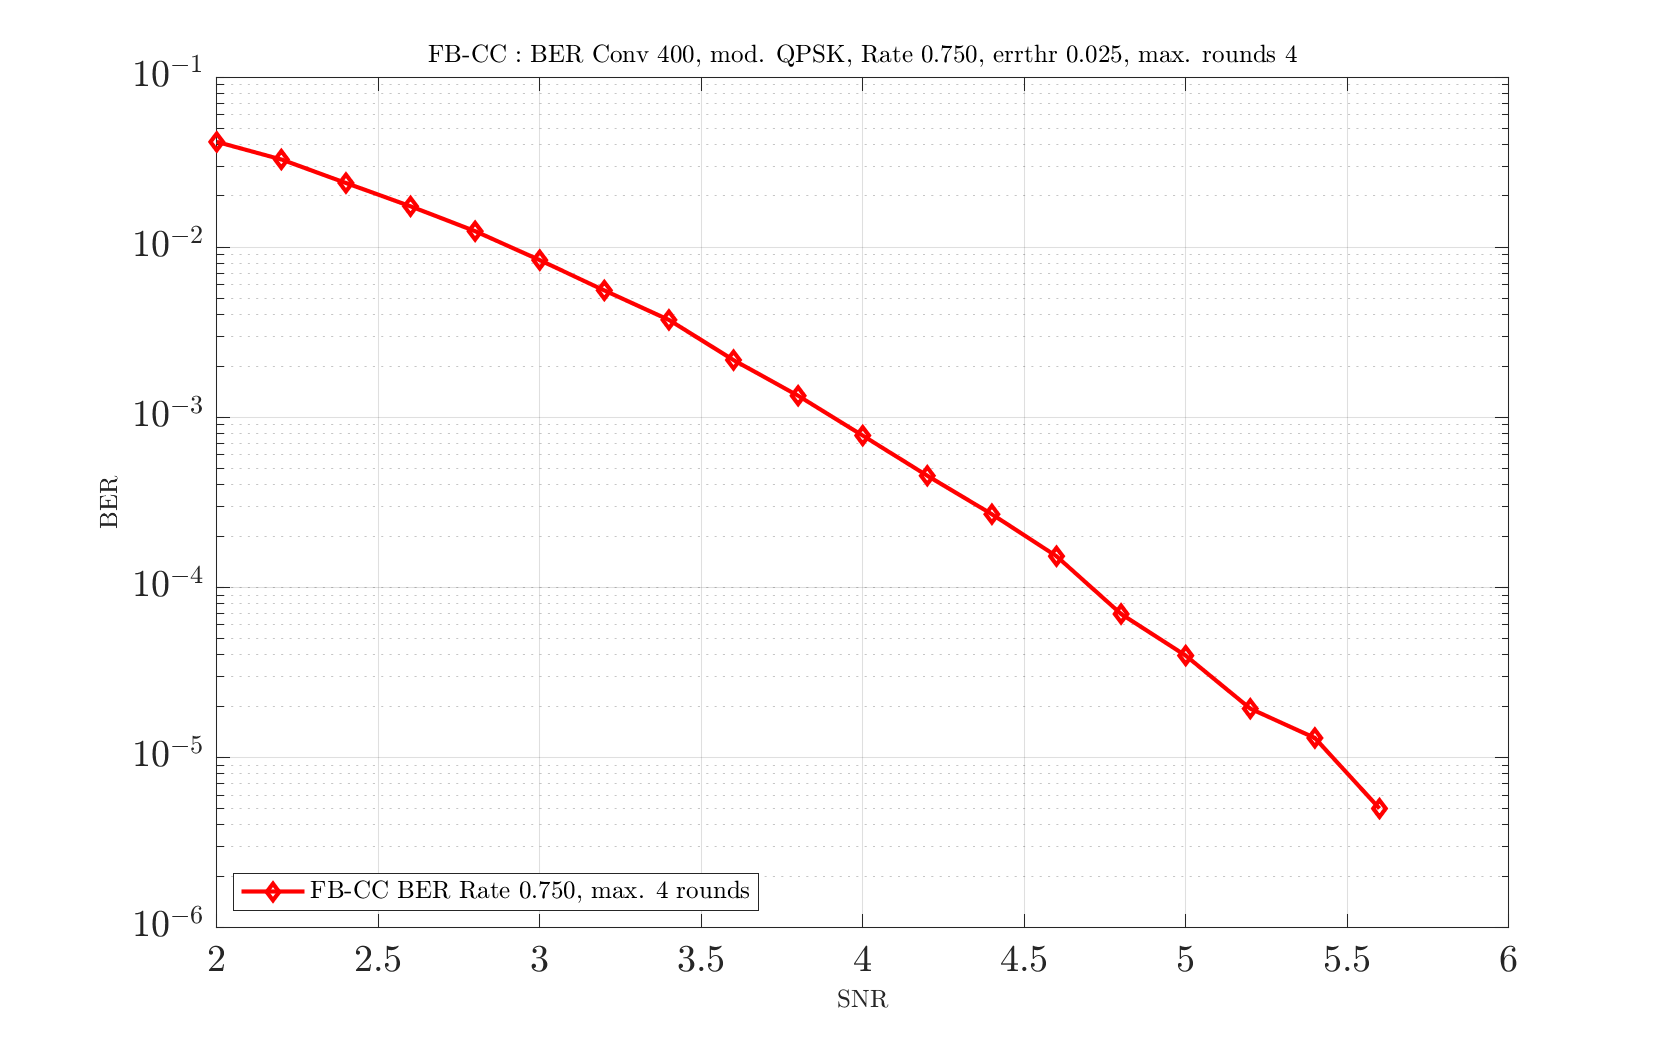 FB-CC : BER Conv 400, mod. QPSK, Rate 0.750, errthr 0.025, max. rounds 4
10^{-1}
10^{-2}
10^{-3}
10^{-4}
10^{-5}
10^{-6}
BER
FB-CC BER Rate 0.750, max. 4 rounds
2 2.5 3 3.5 4 4.5 5 5.5 6
SNR